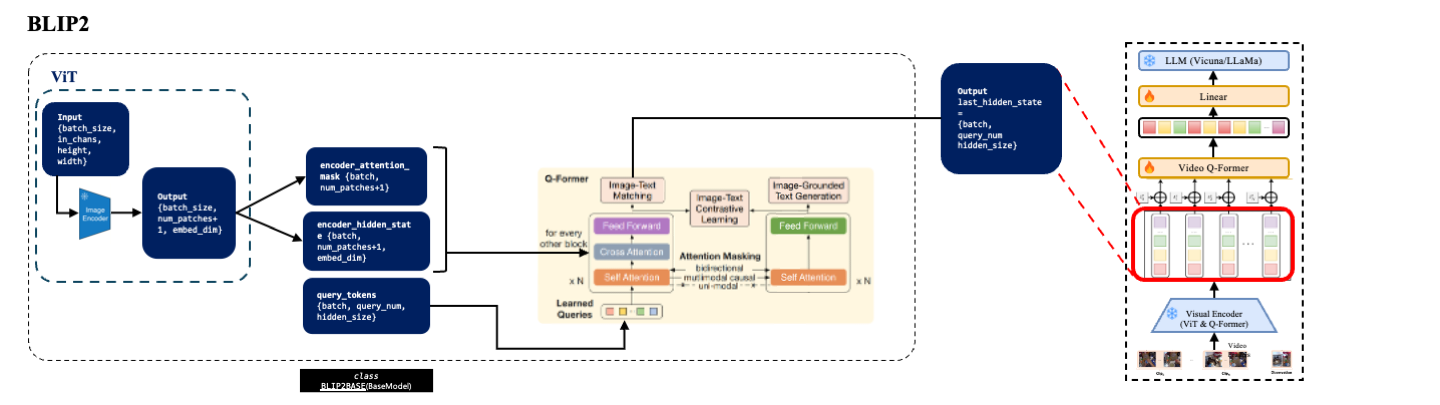 BLIP2
ViT
Input
{batch_size,
in_chans,
height,
width}
Image
Encoder
Output
{batch_size,
num_patches+
1, embed_dim}
encoder_attention_
mask {batch,
num_patches+1}
encoder_hidden_stat
e {batch,
num_patches+1,
embed_dim}
query_tokens
{batch, query_num,
hidden_size}
class
BLIP2BASE(BaseModel)
Q-Former
Image-Text
Matching
Image-Text
Contrastive
Learning
Image-Grounded
Text Generation
for every
other block
Feed Forward
Cross Attention
Self Attention
x N
Attention Masking
bidirectional
multimodal causal
uni-modal
Feed Forward
Self Attention
x N
Learned
Queries
...
Output
last_hidden_state
=
{batch,
query_num
hidden_size}
LLM (Vicuna/LLaMa)
Linear
...
Video Q-Former
...
Visual Encoder
(ViT & Q-Former)
Video